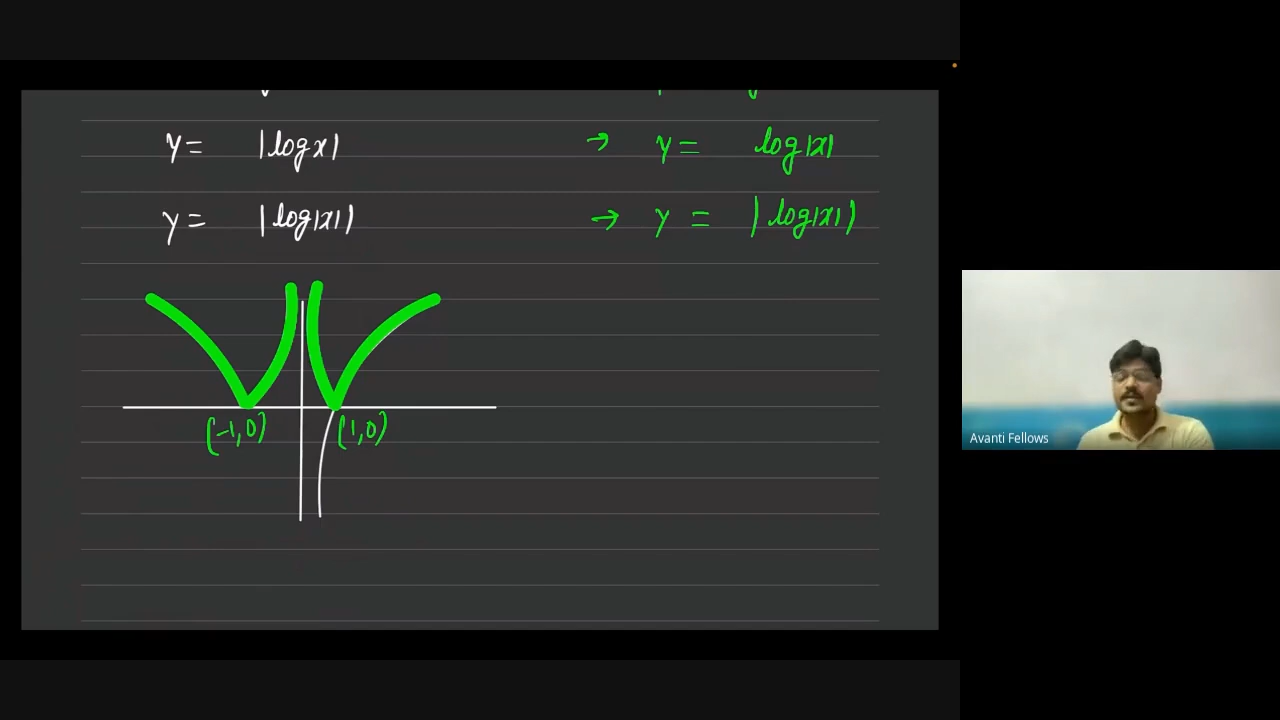 y = |log x| → y = log|x|
y = |log|x|| → y = |log|x||
(-1,0) (1,0)
Avanti Fellows